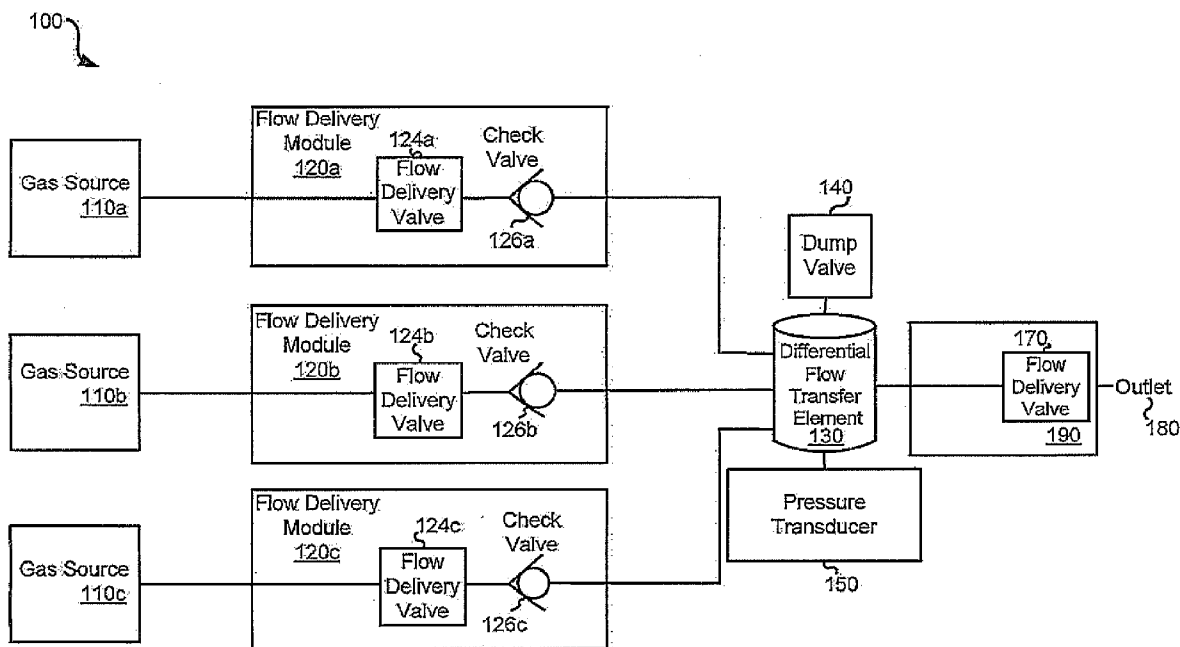 100
Gas Source
110a
Flow Delivery
Module
120a
124a
Flow
Delivery
Valve
Check
Valve
126a
Gas Source
110b
Flow Delivery
Module
120b
124b
Flow
Delivery
Valve
Check
Valve
126b
Gas Source
110c
Flow Delivery
Module
120c
124c
Flow
Delivery
Valve
Check
Valve
126c
140
Dump
Valve
Differential
Flow
Transfer
Element
130
Pressure
Transducer
150
170
Flow
Delivery
Valve
190
Outlet
180